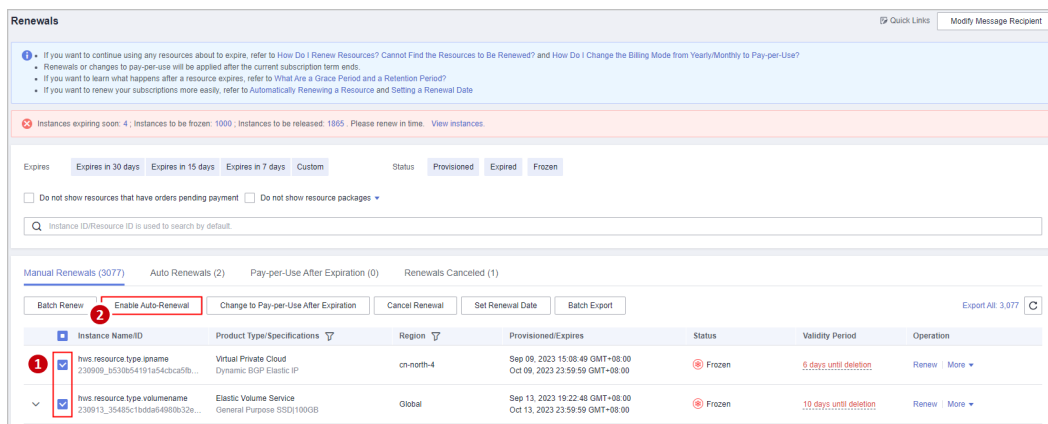 Renewals
Quick Links
Modify Message Recipient
If you want to continue using any resources about to expire, refer to How Do I Renew Resources? Cannot Find the Resources to Be Renewed? and How Do I Change the Billing Mode from Yearly/Monthly to Pay-per-Use?
Renewals or changes to pay-per-use will be applied after the current subscription term ends.
If you want to learn what happens after a resource expires, refer to What Are a Grace Period and a Retention Period?
If you want to renew your subscriptions more easily, refer to Automatically Renewing a Resource and Setting a Renewal Date
Instances expiring soon: 4 ; Instances to be frozen: 1000 ; Instances to be released: 1865 . Please renew in time. View instances.
Expires Expires in 30 days Expires in 15 days Expires in 7 days Custom Status Provisioned Expired Frozen
Do not show resources that have orders pending payment Do not show resource packages
Instance ID/Resource ID is used to search by default.
Manual Renewals (3077) Auto Renewals (2) Pay-per-Use After Expiration (0) Renewals Canceled (1)
Batch Renew Enable Auto-Renewal Change to Pay-per-Use After Expiration Cancel Renewal Set Renewal Date Batch Export Export All: 3,077
2
Instance Name/ID Product Type/Specifications Region Provisioned/Expires Status Validity Period Operation
1
hws.resource.type.ipname Virtual Private Cloud cn-north-4 Sep 09, 2023 15:08:49 GMT+08:00 Frozen 6 days until deletion Renew More
230909_b530b54191a54cbca5fb... Dynamic BGP Elastic IP Oct 09, 2023 23:59:59 GMT+08:00
hws.resource.type.volumename Elastic Volume Service Global Sep 13, 2023 19:22:48 GMT+08:00 Frozen 10 days until deletion Renew More
230913_35485c1bdda64980b32e... General Purpose SSD|100GB Oct 13, 2023 23:59:59 GMT+08:00